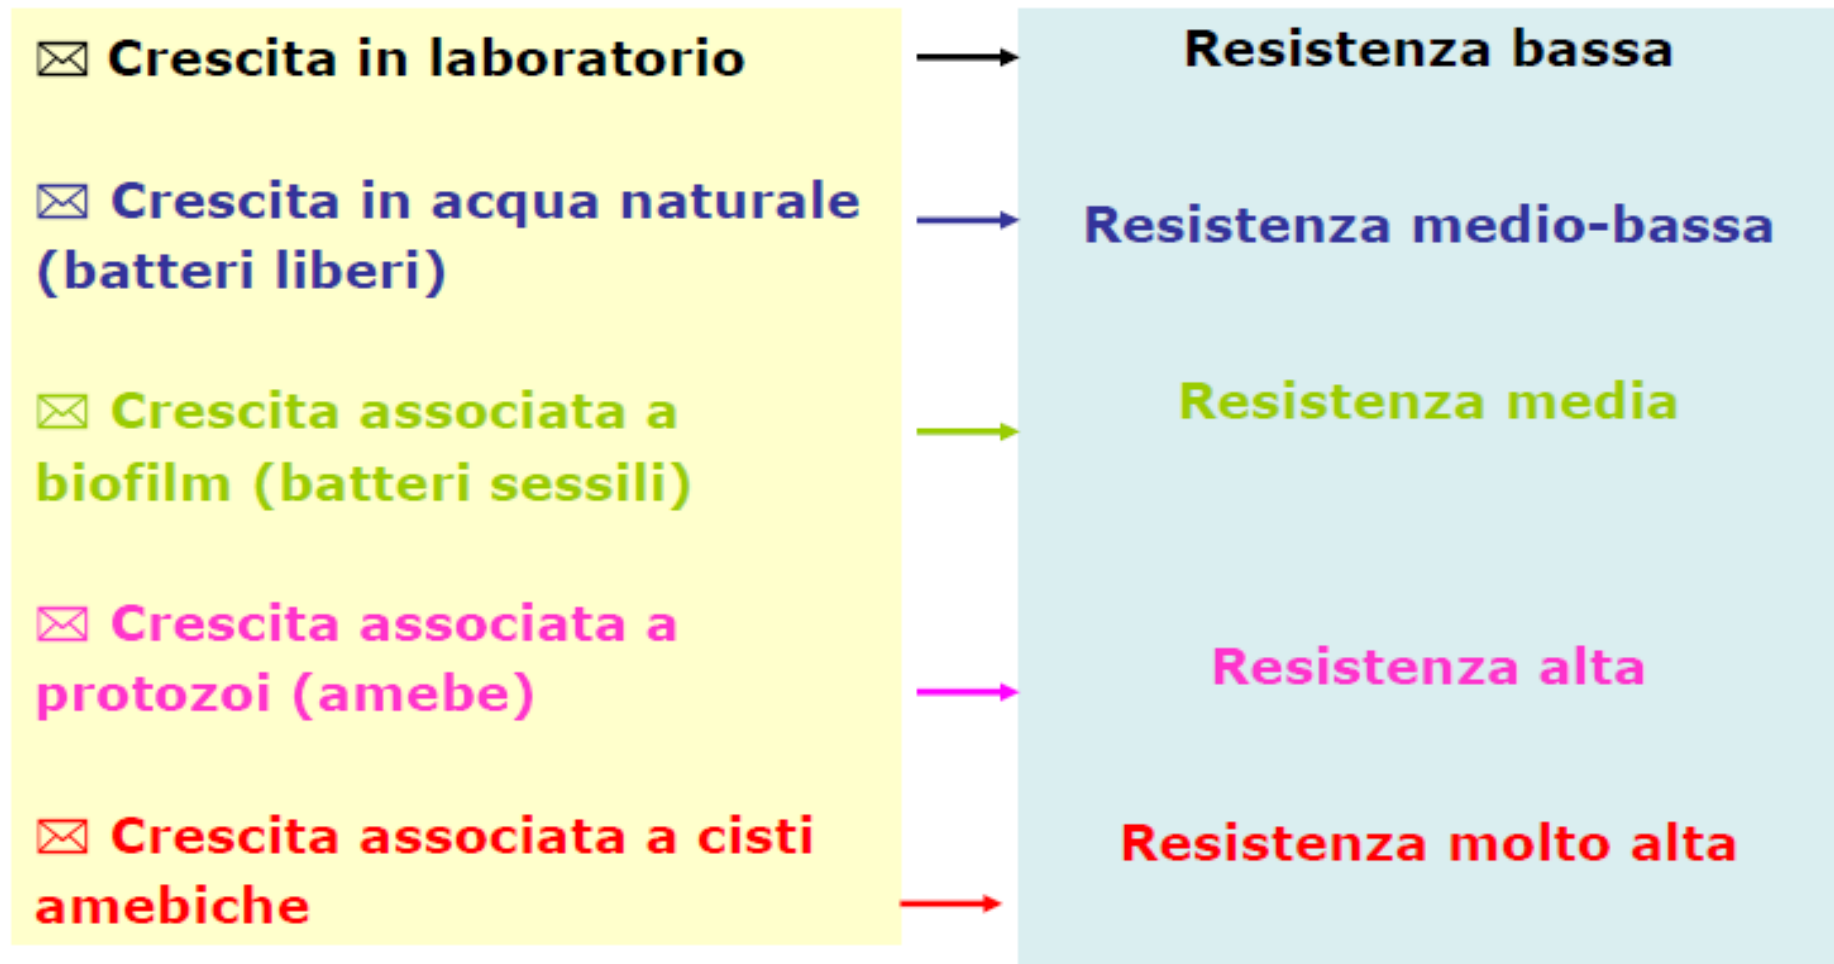 Crescita in laboratorio
Resistenza bassa
Crescita in acqua naturale
(batteri liberi)
Resistenza medio-bassa
Crescita associata a
biofilm (batteri sessili)
Resistenza media
Crescita associata a
protozoi (amebe)
Resistenza alta
Crescita associata a cisti
amebiche
Resistenza molto alta